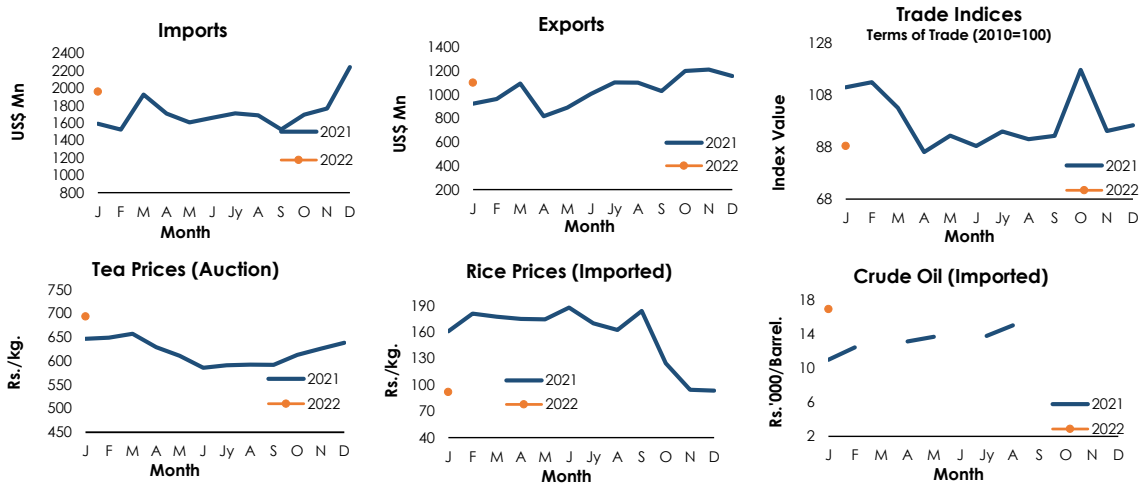 Imports
US$ Mn
2400
2200
2000
1800
1600
1400
1200
1000
800
2021
2022
J F M A M J Jy A S O N D
Month
Exports
US$ Mn
1400
1200
1000
800
600
400
200
2021
2022
J F M A M J Jy A S O N D
Month
Trade Indices
Terms of Trade (2010=100)
Index Value
128
108
88
68
2021
2022
J F M A M J Jy A S O N D
Month
Tea Prices (Auction)
Rs./kg.
750
700
650
600
550
500
450
2021
2022
J F M A M J Jy A S O N D
Month
Rice Prices (Imported)
Rs./kg
190
160
130
100
70
40
2021
2022
J F M A M J Jy A S O N D
Month
Crude Oil (Imported)
Rs.'000/Barrel.
18
14
10
6
2
2021
2022
J F M A M J Jy A S O N D
Month